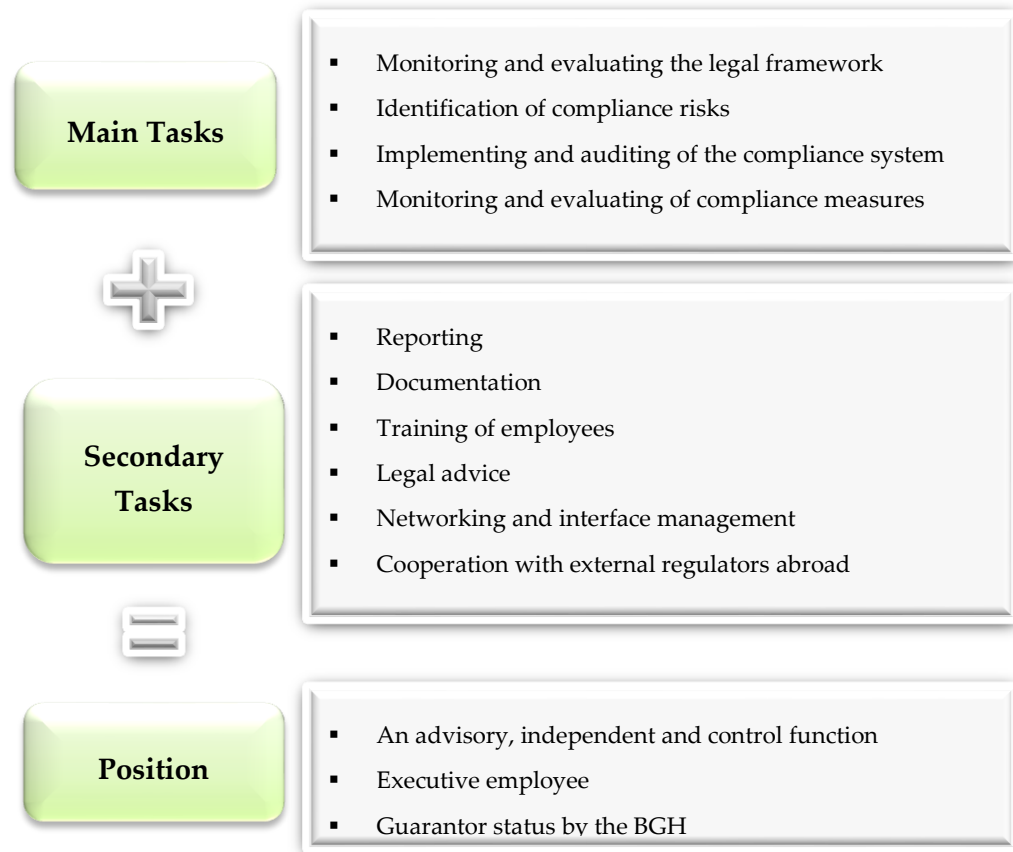 Main Tasks
▪ Monitoring and evaluating the legal framework
▪ Identification of compliance risks
▪ Implementing and auditing of the compliance system
▪ Monitoring and evaluating of compliance measures
Secondary
Tasks
▪ Reporting
▪ Documentation
▪ Training of employees
▪ Legal advice
▪ Networking and interface management
▪ Cooperation with external regulators abroad
Position
▪ An advisory, independent and control function
▪ Executive employee
▪ Guarantor status by the BGH